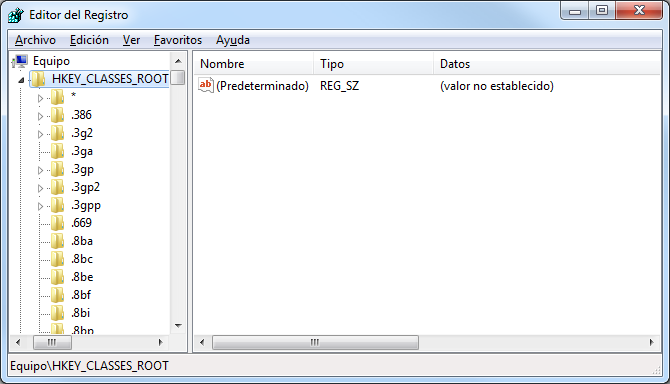 Editor del Registro
Archivo Edición Ver Favoritos Ayuda
Equipo
HKEY_CLASSES_ROOT
*
.386
.3g2
.3ga
.3gp
.3gp2
.3gpp
.669
.8ba
.8bc
.8be
.8bf
.8bi
.8bp
Nombre Tipo Datos
ab (Predeterminado) REG_SZ (valor no establecido)
Equipo\HKEY_CLASSES_ROOT